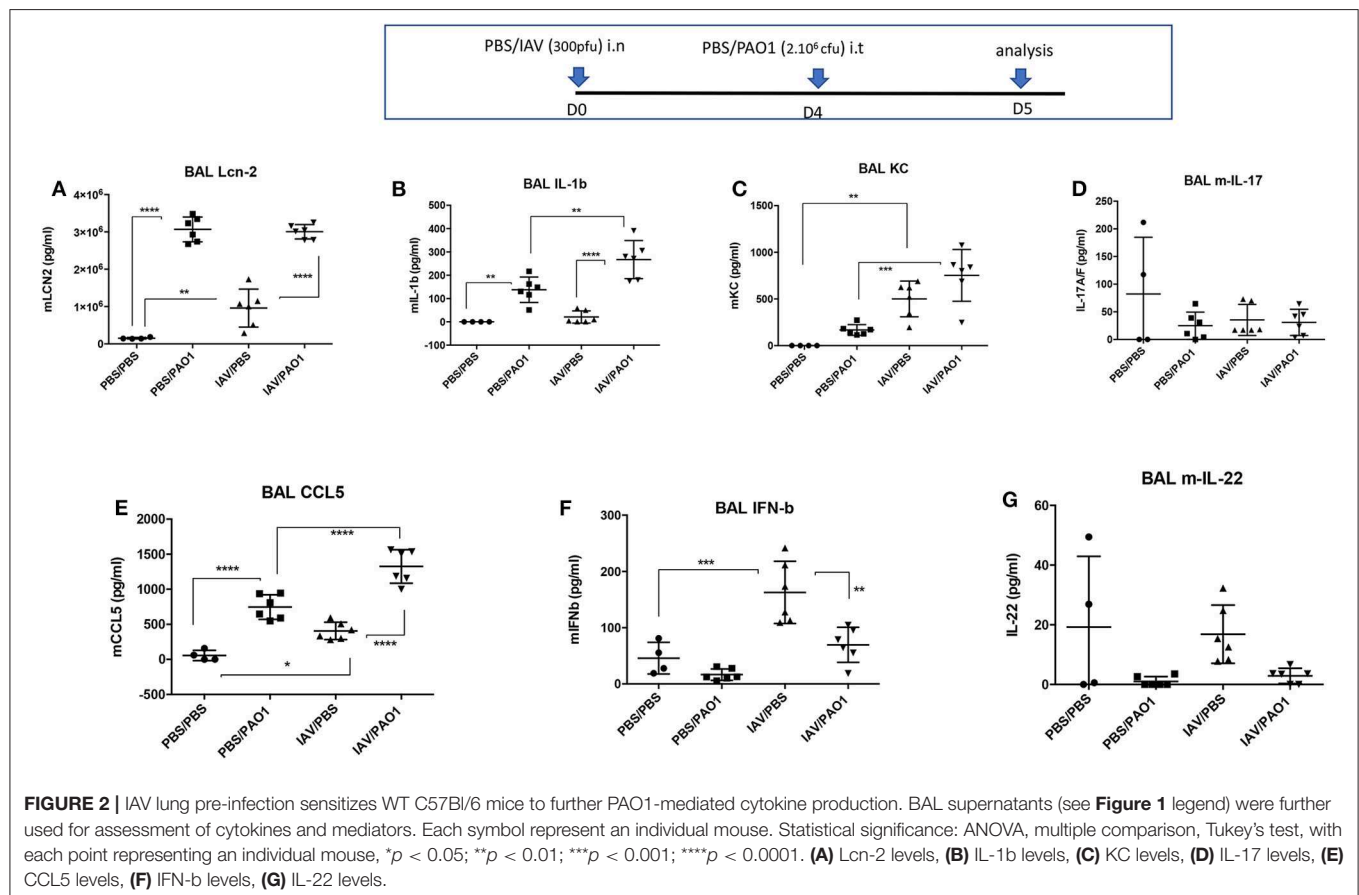 PBS/IAV (300pfu) i.n PBS/PAO1 (2.10⁶ cfu) i.t analysis
D0 D4 D5
A
BAL Lcn-2
mLCN2 (pg/ml)
4×10⁶
3×10⁶
2×10⁶
1×10⁶
0
****
**
****
PBS/PBS
PBS/PAO1
IAV/PBS
IAV/PAO1
B
BAL IL-1b
mIL-1b (pg/ml)
500
400
300
200
100
0
-100
**
**
****
PBS/PBS
PBS/PAO1
IAV/PBS
IAV/PAO1
C
BAL KC
mKC (pg/ml)
1500
1000
500
0
**
***
PBS/PBS
PBS/PAO1
IAV/PBS
IAV/PAO1
D
BAL m-IL-17
IL-17A/F (pg/ml)
250
200
150
100
50
0
PBS/PBS
PBS/PAO1
IAV/PBS
IAV/PAO1
E
BAL CCL5
mCCL5 (pg/ml)
2000
1500
1000
500
0
-500
****
****
****
*
PBS/PBS
PBS/PAO1
IAV/PBS
IAV/PAO1
F
BAL IFN-b
mIFNb (pg/ml)
300
200
100
0
***
**
PBS/PBS
PBS/PAO1
IAV/PBS
IAV/PAO1
G
BAL m-IL-22
IL-22 (pg/ml)
60
40
20
0
PBS/PBS
PBS/PAO1
IAV/PBS
IAV/PAO1
FIGURE 2 | IAV lung pre-infection sensitizes WT C57Bl/6 mice to further PAO1-mediated cytokine production. BAL supernatants (see Figure 1 legend) were further
used for assessment of cytokines and mediators. Each symbol represent an individual mouse. Statistical significance: ANOVA, multiple comparison, Tukey's test, with
each point representing an individual mouse, *p < 0.05; **p < 0.01; ***p < 0.001; ****p < 0.0001. (A) Lcn-2 levels, (B) IL-1b levels, (C) KC levels, (D) IL-17 levels, (E)
CCL5 levels, (F) IFN-b levels, (G) IL-22 levels.